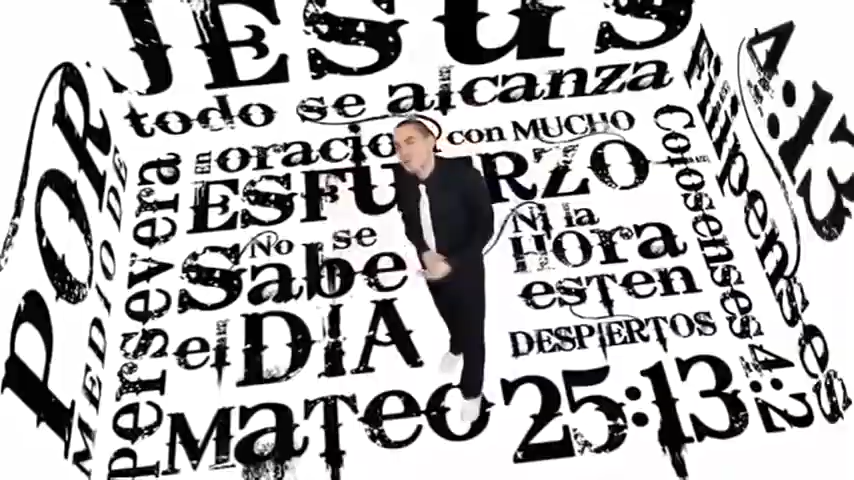 POR
MEDIO DE
JESUS
todo se alcanza
Persevera
En oracion con MUCHO
ESFUERZO
No se
Sabe
el DIA
Ni la
Hora
esten
DESPIERTOS
Mateo 25:13
Colosenses 4:2
Filipenses
4:13